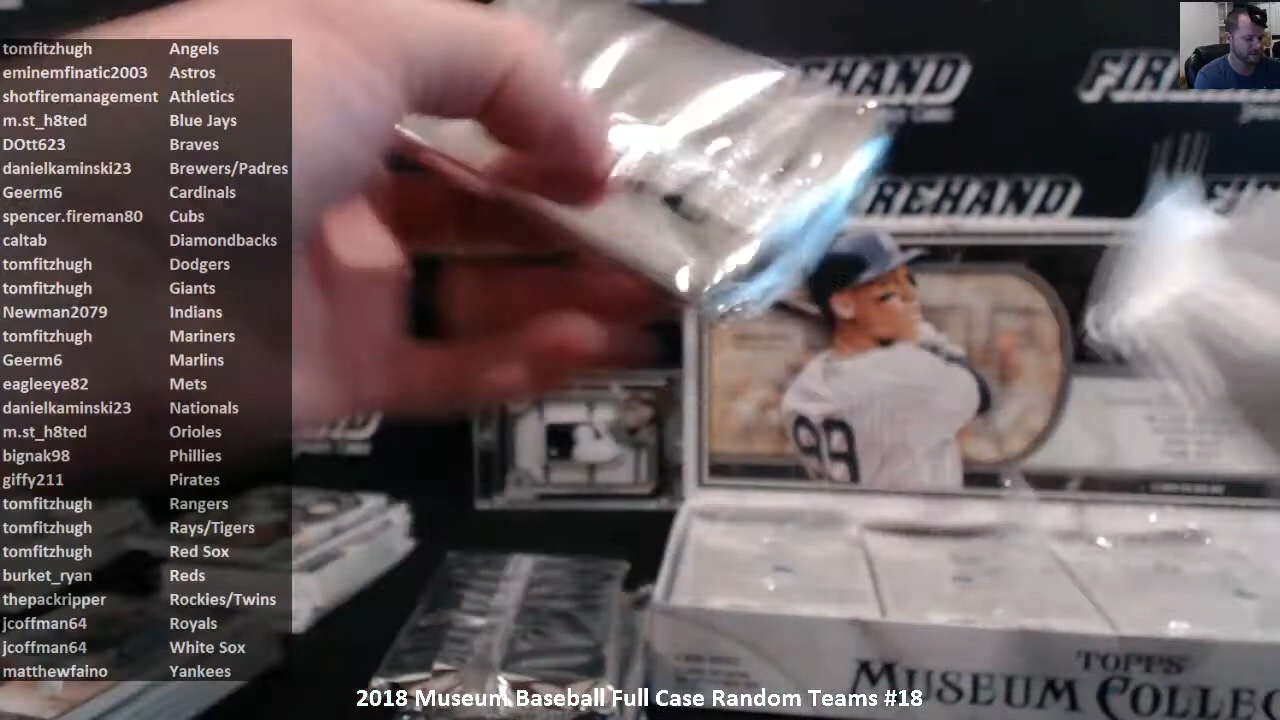 tomfitzhugh Angels
eminemfinatic2003 Astros
shotfiremanagement Athletics
m.st_h8ted Blue Jays
DOtt623 Braves
danielkaminski23 Brewers/Padres
Geerm6 Cardinals
spencer.fireman80 Cubs
caltab Diamondbacks
tomfitzhugh Dodgers
tomfitzhugh Giants
Newman2079 Indians
tomfitzhugh Mariners
Geerm6 Marlins
eagleeye82 Mets
danielkaminski23 Nationals
m.st_h8ted Orioles
bignak98 Phillies
giffy211 Pirates
tomfitzhugh Rangers
tomfitzhugh Rays/Tigers
tomfitzhugh Red Sox
burket_ryan Reds
thepackripper Rockies/Twins
jcoffman64 Royals
jcoffman64 White Sox
matthewfaino Yankees
HAND
FIREHAND
99
TOPPS
MUSEUM COLLEC
2018 Museum Baseball Full Case Random Teams #18